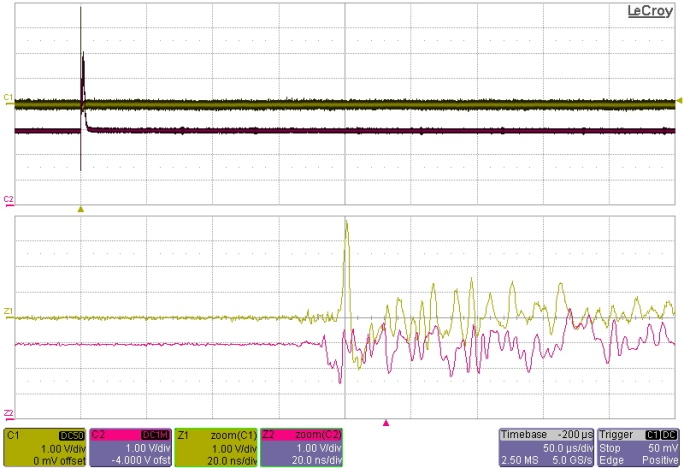 LeCroy
C1
C2
Z1
Z2
C1 DC50
1.00 V/div
0 mV offset
C2 DC1M
1.00 V/div
-4.000 V ofst
Z1 zoom(C1)
1.00 V/div
20.0 ns/div
Z2 zoom(C2)
1.00 V/div
20.0 ns/div
Timebase -200 µs
50.0 µs/div
2.50 MS 5.0 GS/s
Trigger C1 DC
Stop 50 mV
Edge Positive